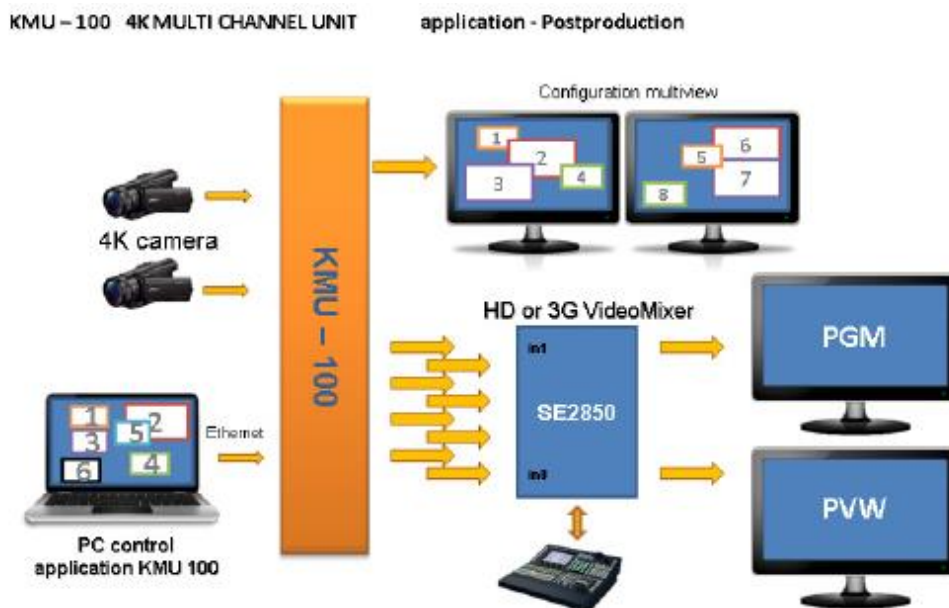 KMU – 100 4K MULTI CHANNEL UNIT application - Postproduction
Configuration multiview
1
2
3
4
5
6
7
8
4K camera
KMU – 100
HD or 3G VideoMixer
in1
SE2850
in8
PGM
PVW
1
2
3
5
4
6
Ethernet
PC control
application KMU 100